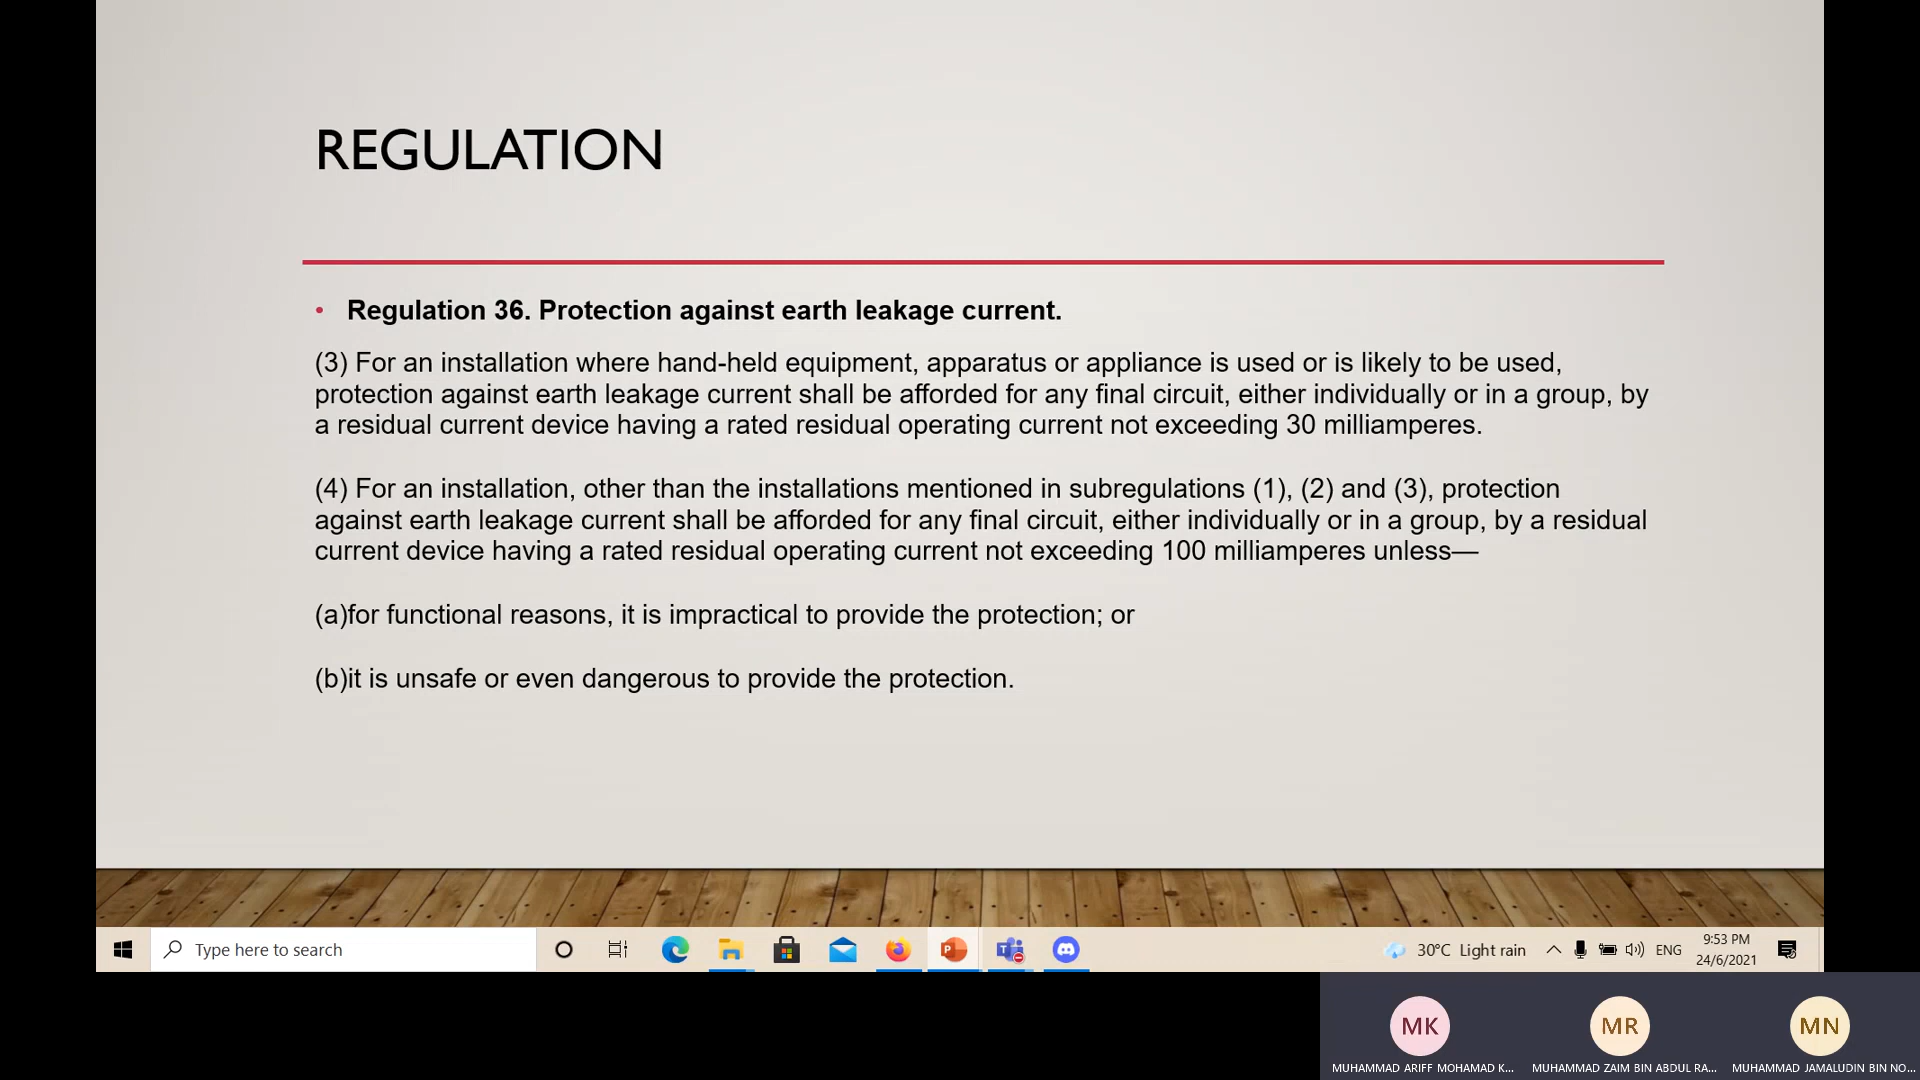 REGULATION
• Regulation 36. Protection against earth leakage current.
(3) For an installation where hand-held equipment, apparatus or appliance is used or is likely to be used,
protection against earth leakage current shall be afforded for any final circuit, either individually or in a group, by
a residual current device having a rated residual operating current not exceeding 30 milliamperes.
(4) For an installation, other than the installations mentioned in subregulations (1), (2) and (3), protection
against earth leakage current shall be afforded for any final circuit, either individually or in a group, by a residual
current device having a rated residual operating current not exceeding 100 milliamperes unless—
(a)for functional reasons, it is impractical to provide the protection; or
(b)it is unsafe or even dangerous to provide the protection.
Type here to search
30°C Light rain
ENG
9:53 PM
24/6/2021
MK
MR
MN
MUHAMMAD ARIFF MOHAMAD K...
MUHAMMAD ZAIM BIN ABDUL RA...
MUHAMMAD JAMALUDIN BIN NO...